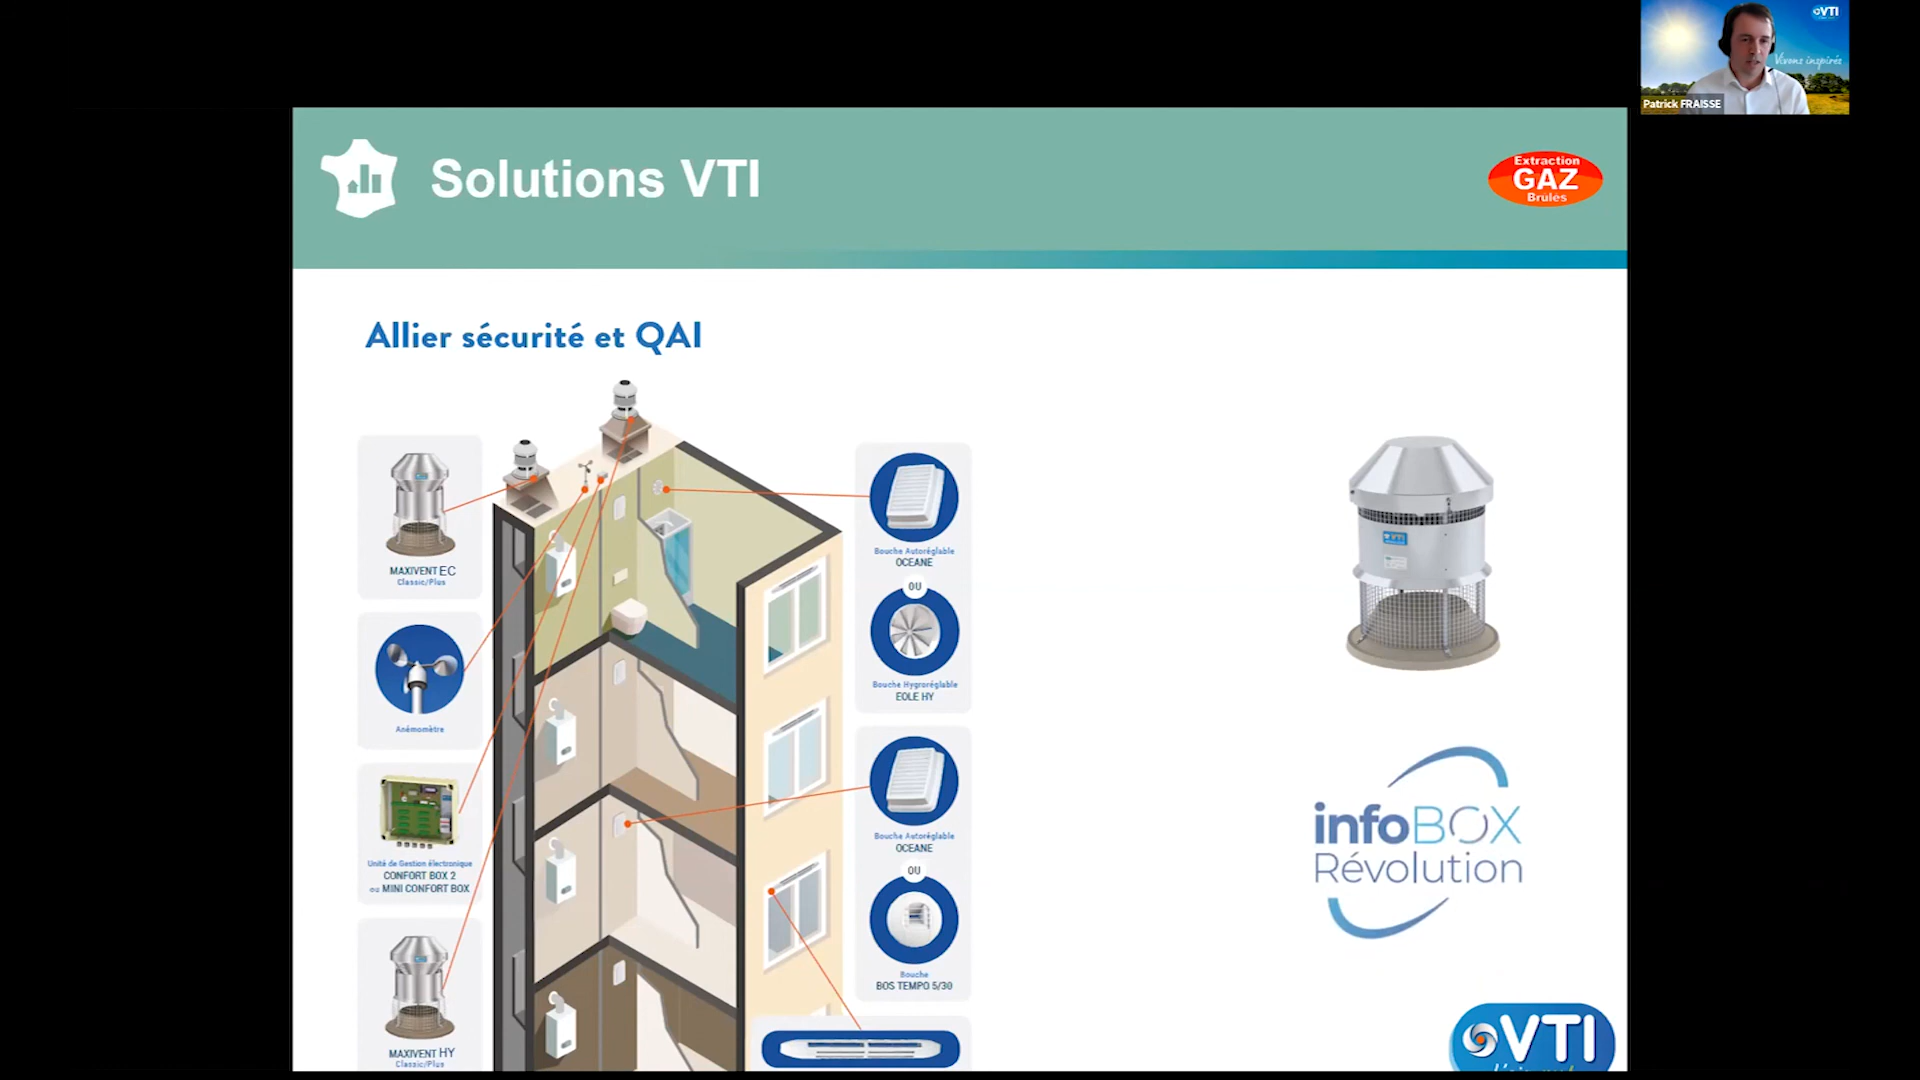 VTI
Vivons inspirés
Patrick FRAISSE
Solutions VTI
Extraction
GAZ
Brules
Allier sécurité et QAI
MAXIVENT EC
Classic/Plus
Anémomètre
Unité de Gestion électronique
CONFORT BOX 2
ou MINI CONFORT BOX
MAXIVENT HY
Classic/Plus
Bouche Autoréglable
OCEANE
OU
Bouche Hygroréglable
EOLE HY
Bouche Autoréglable
OCEANE
OU
Bouche
BOS TEMPO 5/30
VTI
infoBOX
Révolution
VTI